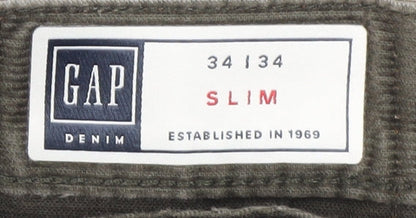 GAP
DENIM
34 | 34
SLIM
ESTABLISHED IN 1969